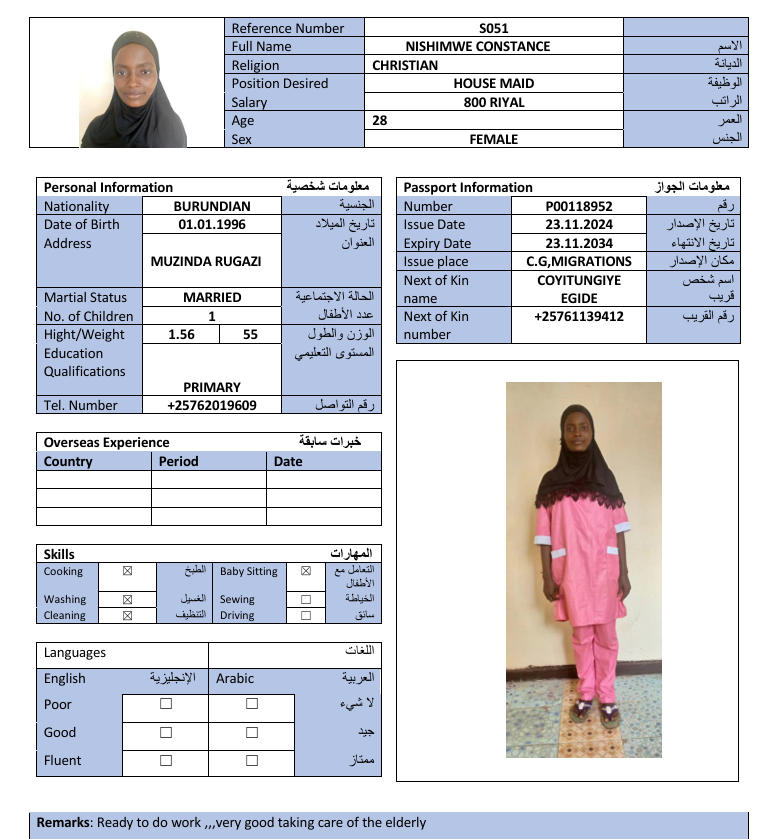 Reference Number S051
Full Name NISHIMWE CONSTANCE الاسم
Religion CHRISTIAN الديانة
Position Desired HOUSE MAID الوظيفة
Salary 800 RIYAL الراتب
Age 28 العمر
Sex FEMALE الجنس
Personal Information معلومات شخصية
Nationality BURUNDIAN الجنسية
Date of Birth 01.01.1996 تاريخ الميلاد
Address العنوان
MUZINDA RUGAZI
Martial Status MARRIED الحالة الاجتماعية
No. of Children 1 عدد الأطفال
Hight/Weight 1.56 55 الوزن والطول
Education المستوى التعليمي
Qualifications
PRIMARY
Tel. Number +25762019609 رقم التواصل
Passport Information معلومات الجواز
Number P00118952 رقم
Issue Date 23.11.2024 تاريخ الإصدار
Expiry Date 23.11.2034 تاريخ الانتهاء
Issue place C.G,MIGRATIONS مكان الإصدار
Next of Kin COYITUNGIYE اسم شخص
name EGIDE قريب
Next of Kin +25761139412 رقم القريب
number
Overseas Experience خبرات سابقة
Country Period Date
Skills المهارات
Cooking ☒ الطبخ Baby Sitting ☒ التعامل مع
الأطفال
Washing ☒ الغسيل Sewing ☐ الخياطة
Cleaning ☒ التنظيف Driving ☐ سائق
Languages اللغات
English الإنجليزية Arabic العربية
Poor ☐ ☐ لا شيء
Good ☐ ☐ جيد
Fluent ☐ ☐ ممتاز
Remarks: Ready to do work ,,,very good taking care of the elderly